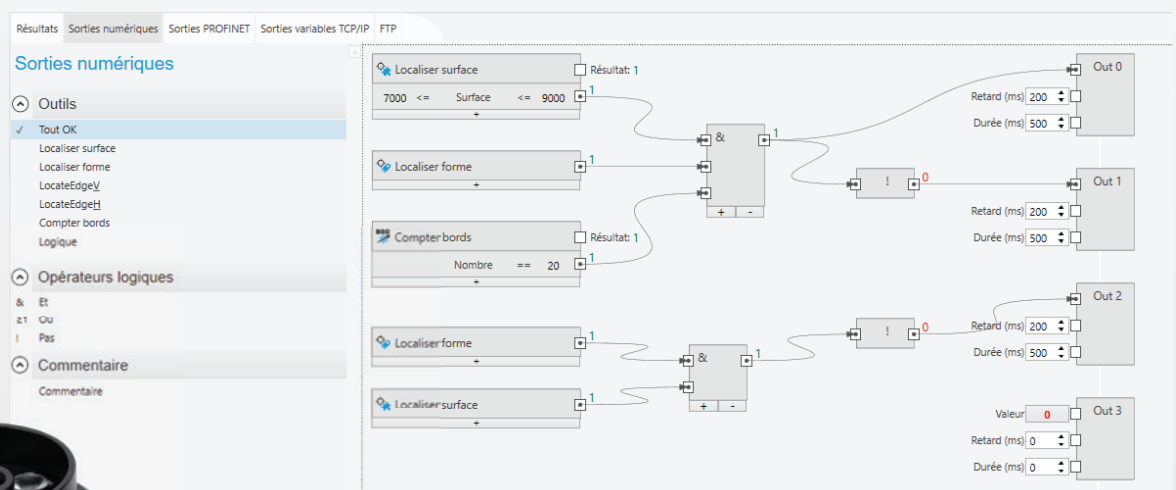 Résultats Sorties numériques Sorties PROFINET Sorties variables TCP/IP FTP
Sorties numériques
Outils
✓ Tout OK
Localiser surface
Localiser forme
LocateEdgeV
LocateEdgeH
Compter bords
Logique
Opérateurs logiques
& Et
≥1 Ou
! Pas
Commentaire
Commentaire
Localiser surface
Résultat: 1
7000 <= Surface <= 9000
1
+
Localiser forme
1
+
Compter bords
Résultat: 1
Nombre == 20
1
+
&
1
+ -
!
0
Localiser forme
1
+
Localiser surface
1
+
&
1
+ -
!
0
Out 0
Retard (ms) 200
Durée (ms) 500
Out 1
Retard (ms) 200
Durée (ms) 500
Out 2
Retard (ms) 200
Durée (ms) 500
Out 3
Valeur 0
Retard (ms) 0
Durée (ms) 0